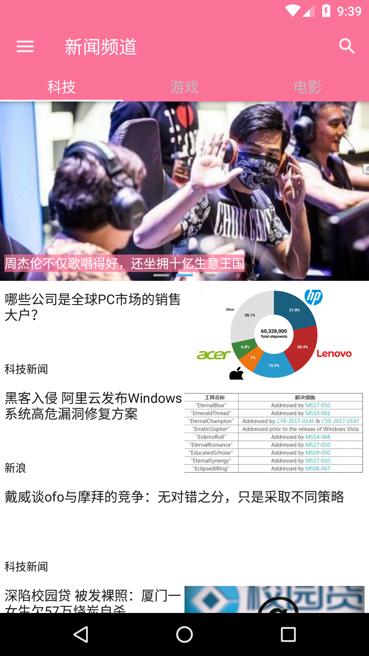 9:39
新闻频道
科技 游戏 电影
周杰伦不仅歌唱得好，还坐拥十亿生意王国
哪些公司是全球PC市场的销售
大户？
科技新闻
hp
Other
28.1%
21.8%
60,328,000
Total shipments
20.4%
6.8%
7%
15.9%
acer
Lenovo
黑客入侵 阿里云发布Windows
系统高危漏洞修复方案
新浪
工具名称 解决措施
"EternalBlue" Addressed by MS17-010
"EmeraldThread" Addressed by MS10-061
"EternalChampion" Addressed by CVE-2017-0146 & CVE-2017-0147
"ErraticGopher" Addressed prior to the release of Windows Vista
"EsikmoRoll" Addressed by MS14-068
"EternalRomance" Addressed by MS17-010
"EducatedScholar" Addressed by MS09-050
"EternalSynergy" Addressed by MS17-010
"EclipsedWing" Addressed by MS08-067
戴威谈ofo与摩拜的竞争：无对错之分，只是采取不同策略
科技新闻
深陷校园贷 被发裸照：厦门一
女生欠57万烧炭自杀
校园贷